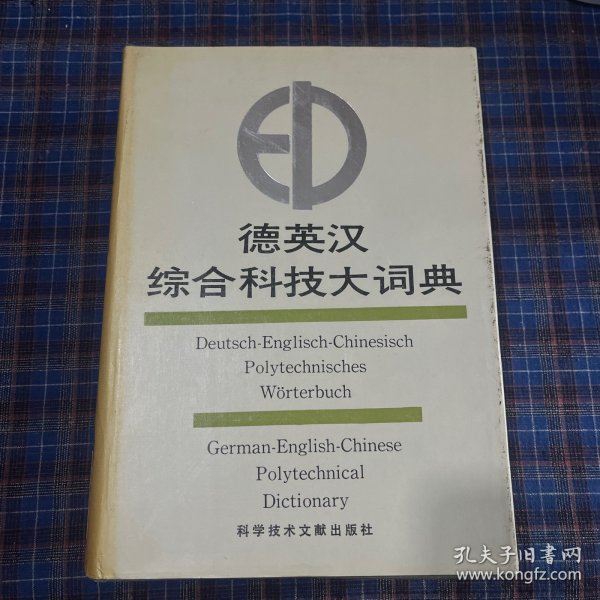 德英汉
综合科技大词典
Deutsch-Englisch-Chinesisch
Polytechnisches
Wörterbuch
German-English-Chinese
Polytechnical
Dictionary
科学技术文献出版社
孔夫子旧书网
www.kongfz.com